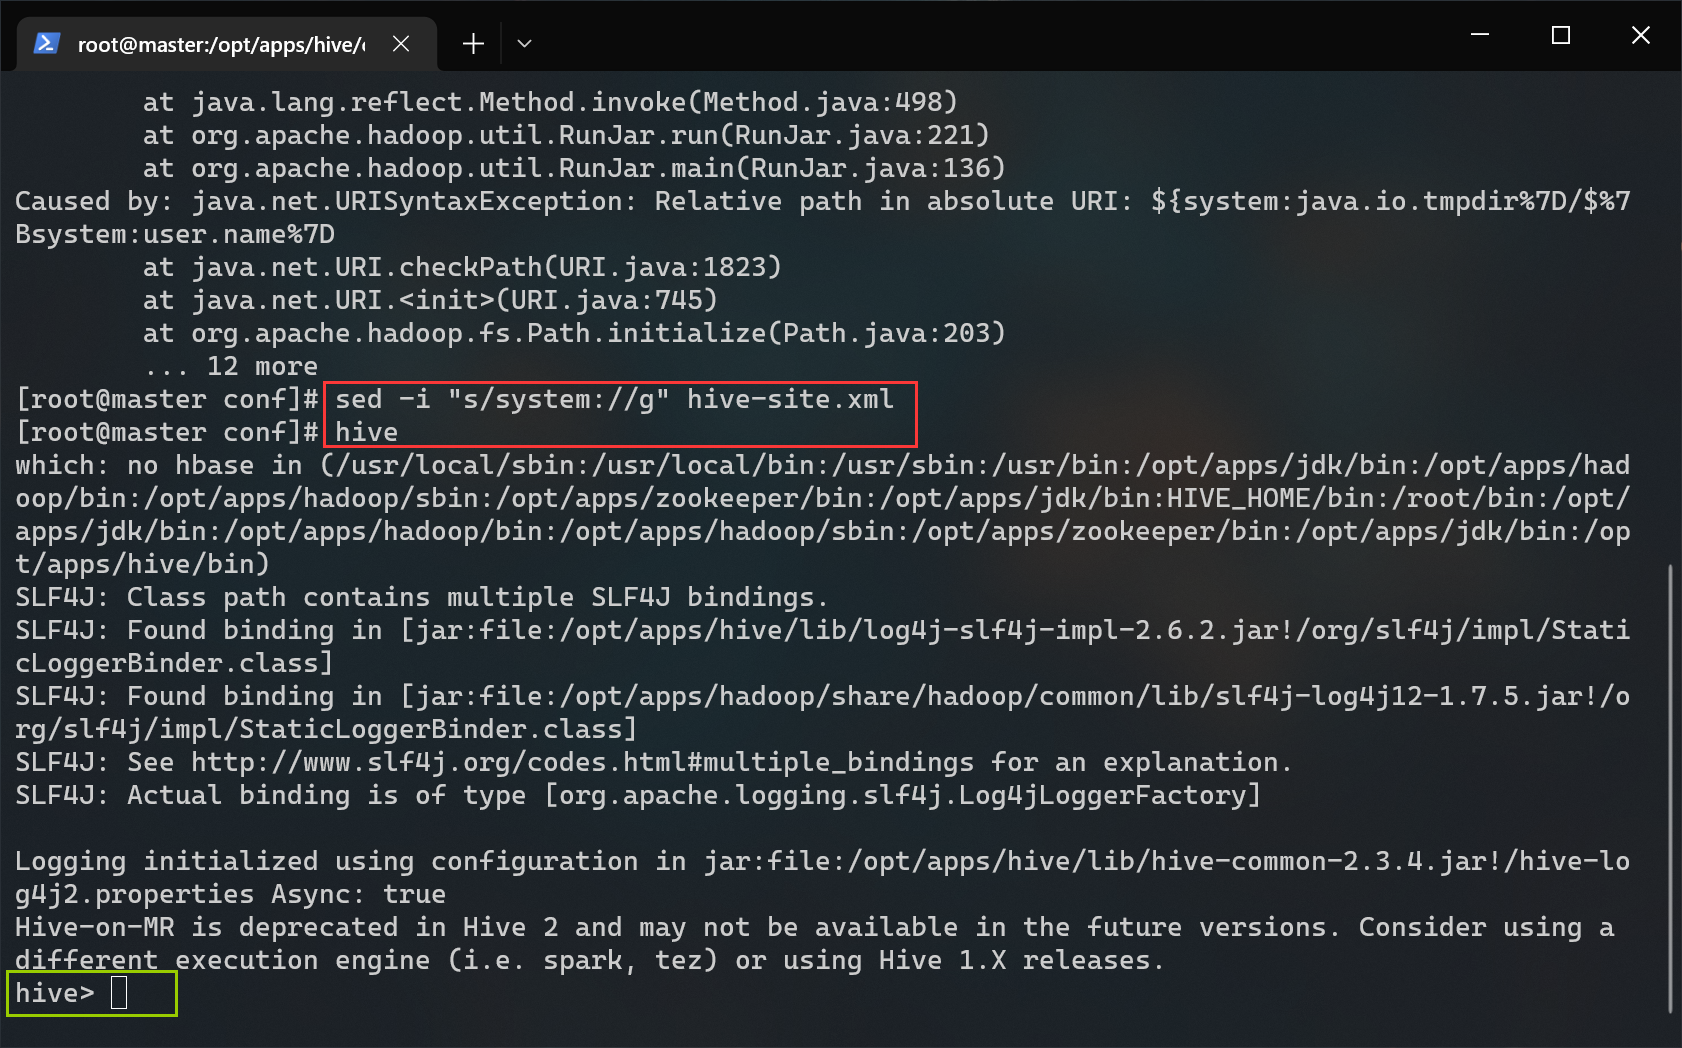 root@master:/opt/apps/hive/
at java.lang.reflect.Method.invoke(Method.java:498)
at org.apache.hadoop.util.RunJar.run(RunJar.java:221)
at org.apache.hadoop.util.RunJar.main(RunJar.java:136)
Caused by: java.net.URISyntaxException: Relative path in absolute URI: ${system:java.io.tmpdir%7D/$%7
Bsystem:user.name%7D
at java.net.URI.checkPath(URI.java:1823)
at java.net.URI.<init>(URI.java:745)
at org.apache.hadoop.fs.Path.initialize(Path.java:203)
... 12 more
[root@master conf]# sed -i "s/system://g" hive-site.xml
[root@master conf]# hive
which: no hbase in (/usr/local/sbin:/usr/local/bin:/usr/sbin:/usr/bin:/opt/apps/jdk/bin:/opt/apps/had
oop/bin:/opt/apps/hadoop/sbin:/opt/apps/zookeeper/bin:/opt/apps/jdk/bin:HIVE_HOME/bin:/root/bin:/opt/
apps/jdk/bin:/opt/apps/hadoop/bin:/opt/apps/hadoop/sbin:/opt/apps/zookeeper/bin:/opt/apps/jdk/bin:/op
t/apps/hive/bin)
SLF4J: Class path contains multiple SLF4J bindings.
SLF4J: Found binding in [jar:file:/opt/apps/hive/lib/log4j-slf4j-impl-2.6.2.jar!/org/slf4j/impl/Stati
cLoggerBinder.class]
SLF4J: Found binding in [jar:file:/opt/apps/hadoop/share/hadoop/common/lib/slf4j-log4j12-1.7.5.jar!/o
rg/slf4j/impl/StaticLoggerBinder.class]
SLF4J: See http://www.slf4j.org/codes.html#multiple_bindings for an explanation.
SLF4J: Actual binding is of type [org.apache.logging.slf4j.Log4jLoggerFactory]
Logging initialized using configuration in jar:file:/opt/apps/hive/lib/hive-common-2.3.4.jar!/hive-lo
g4j2.properties Async: true
Hive-on-MR is deprecated in Hive 2 and may not be available in the future versions. Consider using a
different execution engine (i.e. spark, tez) or using Hive 1.X releases.
hive>